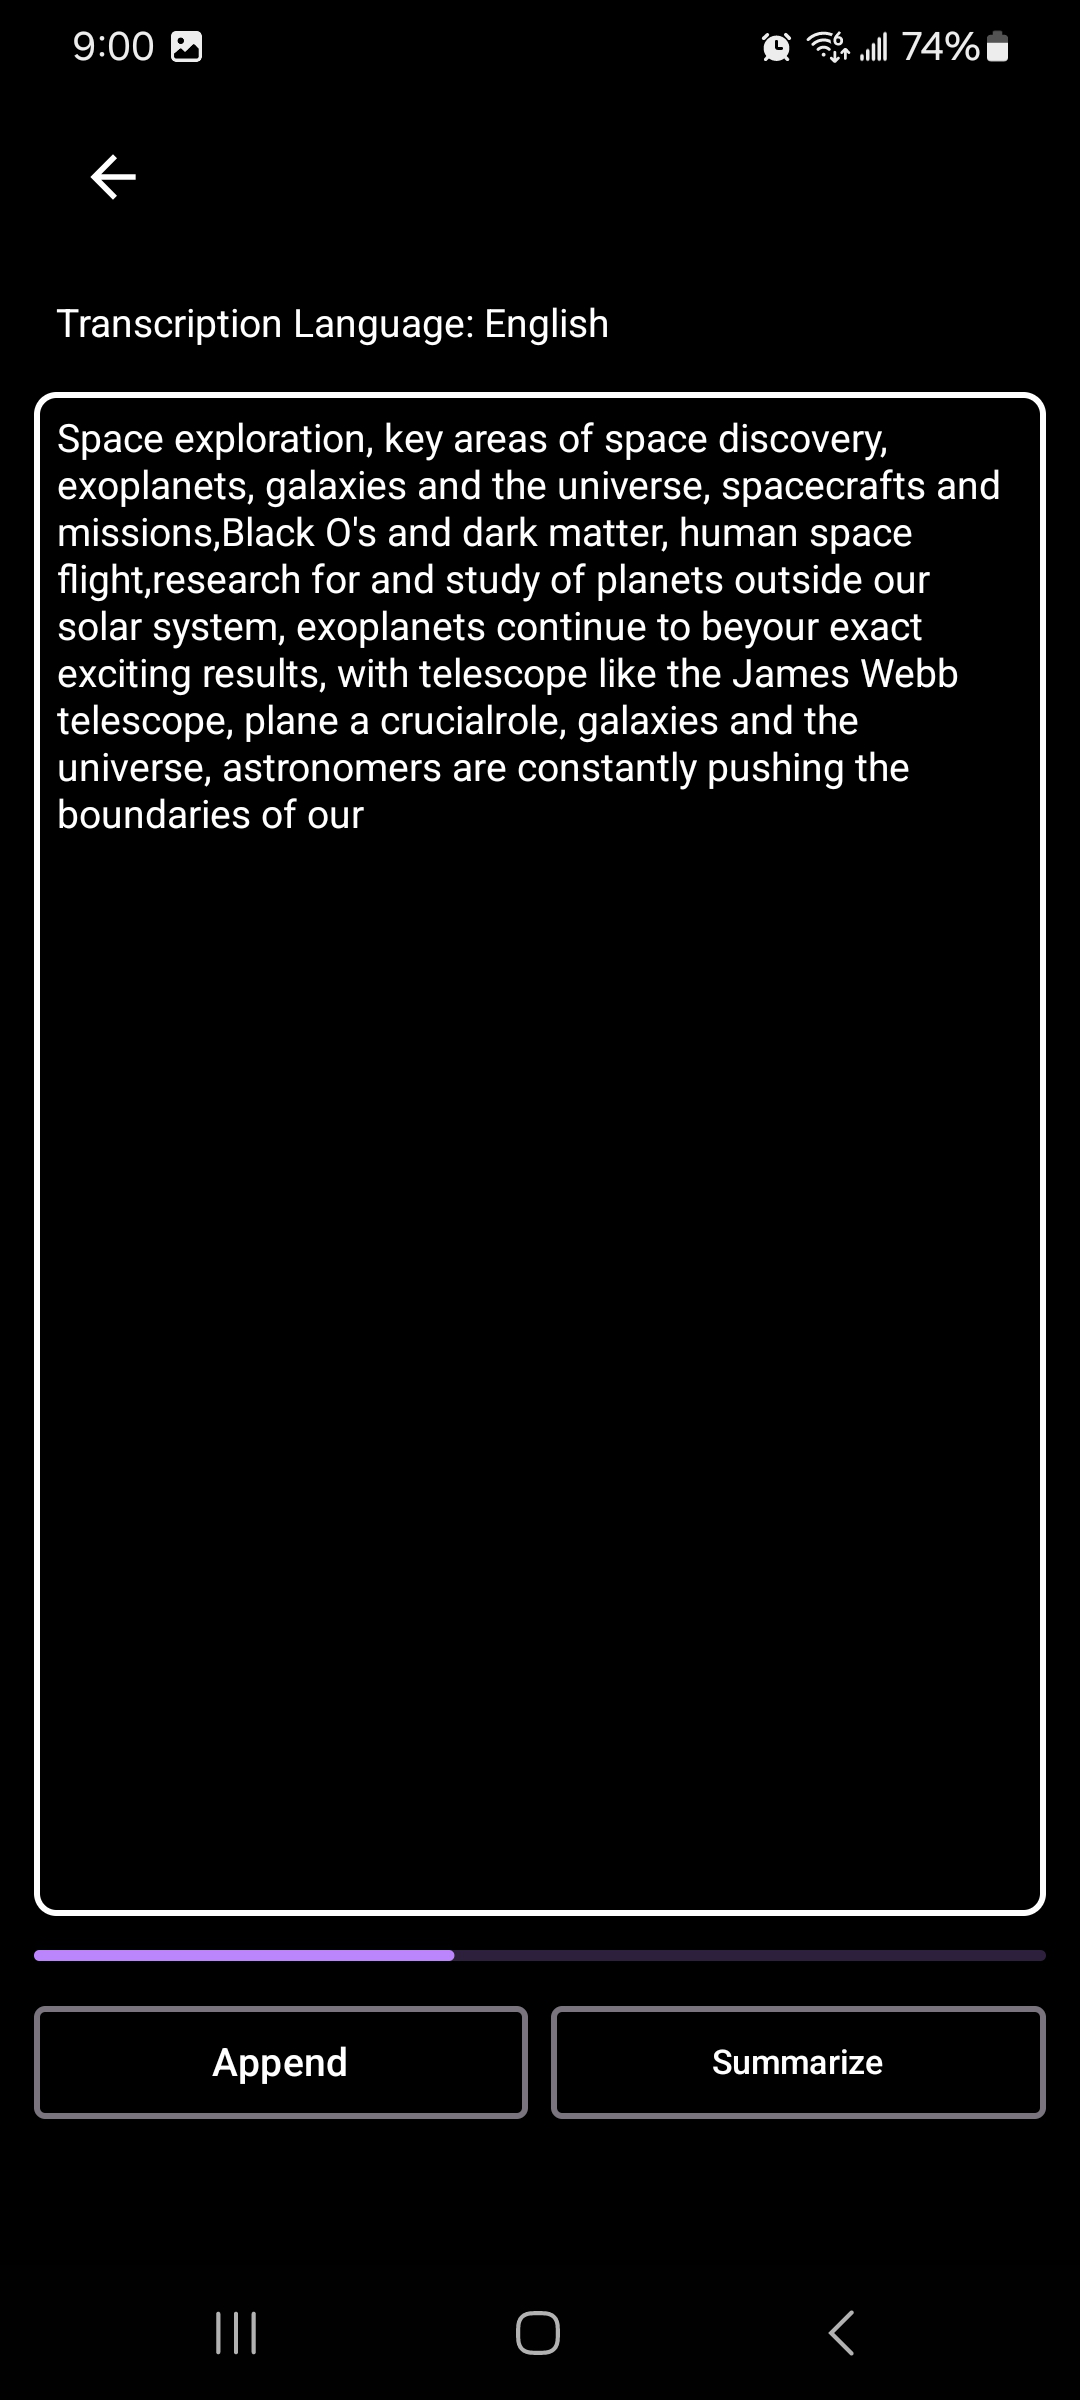 9:00
6
74%
Transcription Language: English
Space exploration, key areas of space discovery,
exoplanets, galaxies and the universe, spacecrafts and
missions,Black O's and dark matter, human space
flight,research for and study of planets outside our
solar system, exoplanets continue to beyour exact
exciting results, with telescope like the James Webb
telescope, plane a crucialrole, galaxies and the
universe, astronomers are constantly pushing the
boundaries of our
Append
Summarize